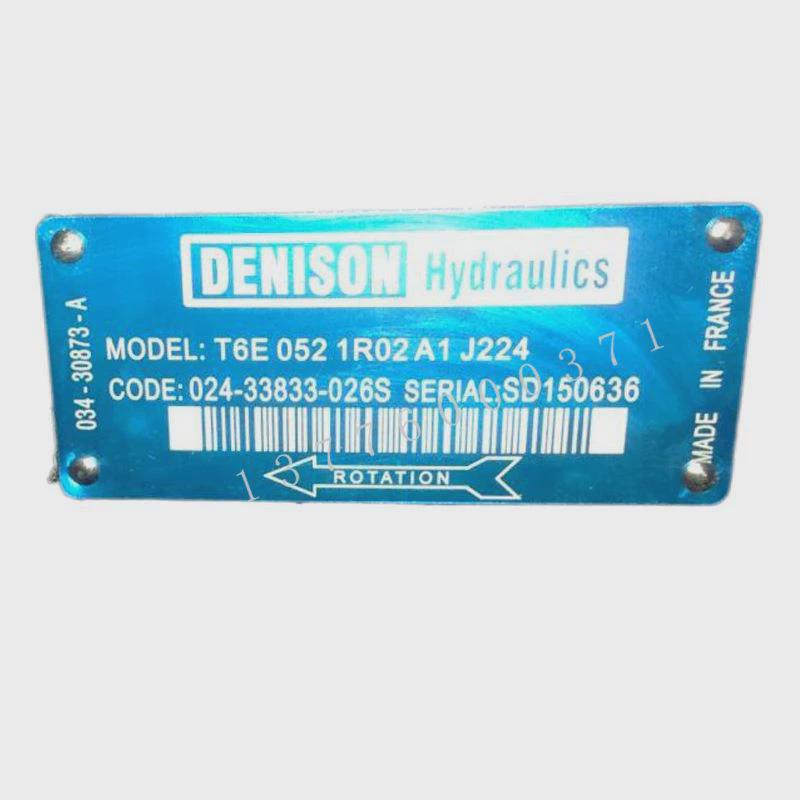 DENISON Hydraulics
034-30873-A
MODEL: T6E 052 1R02 A1 J224
CODE: 024-33833-026S SERIAL:SD150636
ROTATION
MADE IN FRANCE
13776000371